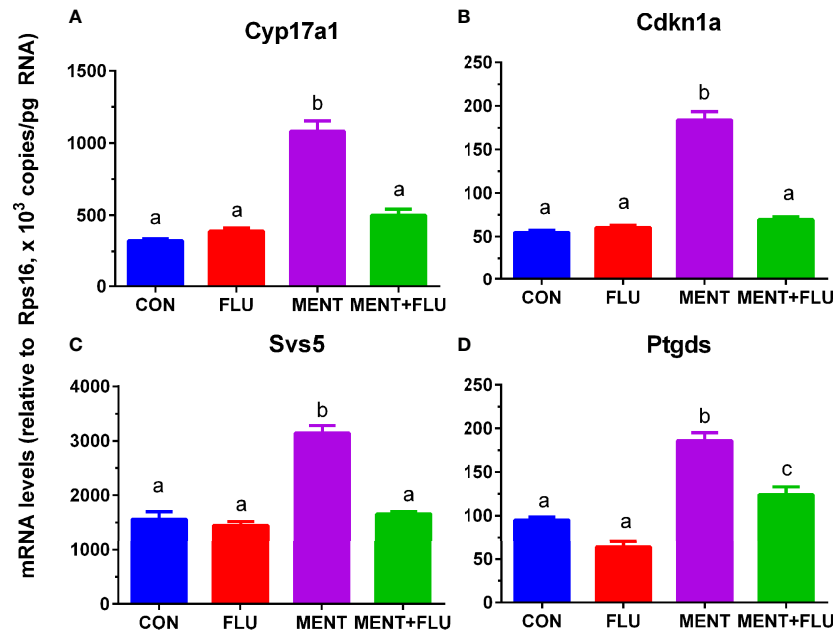 mRNA levels (relative to Rps16, x 10³ copies/pg RNA)
A
Cyp17a1
1500
1000
500
0
a
a
b
a
CON FLU MENT MENT+FLU
B
Cdkn1a
250
200
150
100
50
0
a
a
b
a
CON FLU MENT MENT+FLU
C
Svs5
4000
3000
2000
1500
1000
0
a
a
b
a
CON FLU MENT MENT+FLU
D
Ptgds
250
200
150
100
50
0
a
a
b
c
CON FLU MENT MENT+FLU